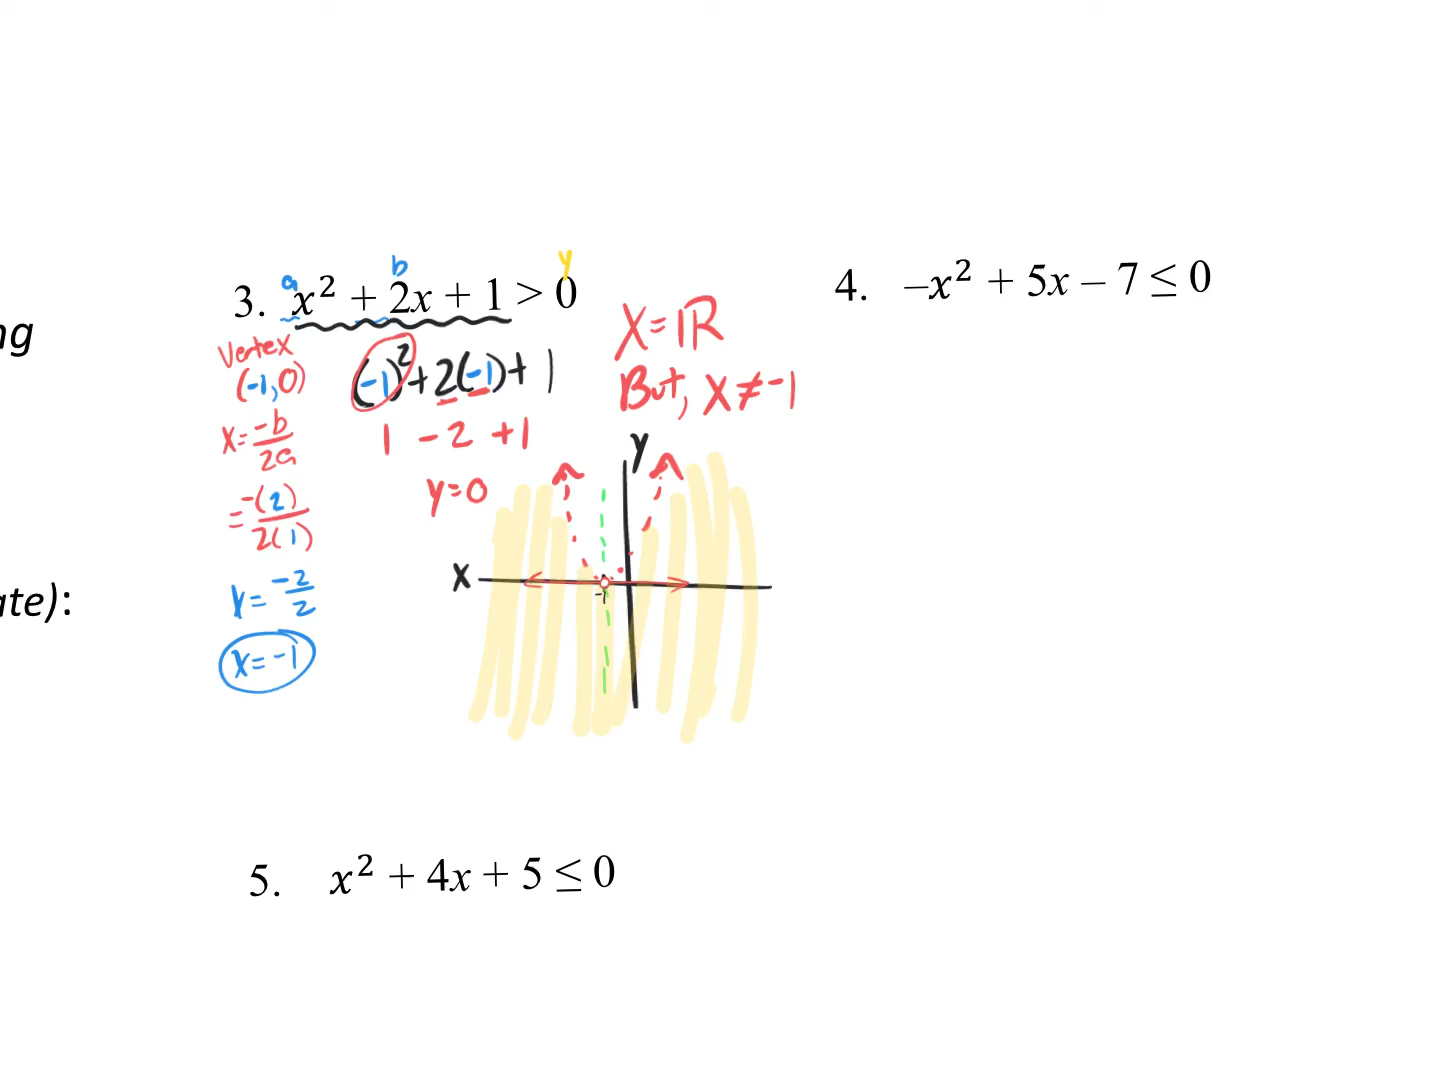 ng
ate):
3. x² + 2x + 1 > 0
a
b
y
Vertex
(-1,0)
x = -b/2a
= -(2)/2(1)
x = -2/2
x = -1
(-1)² + 2(-1) + 1
1 - 2 + 1
y = 0
X = ℝ
But, X ≠ -1
y
x
-1
4. –x² + 5x – 7 ≤ 0
5. x² + 4x + 5 ≤ 0